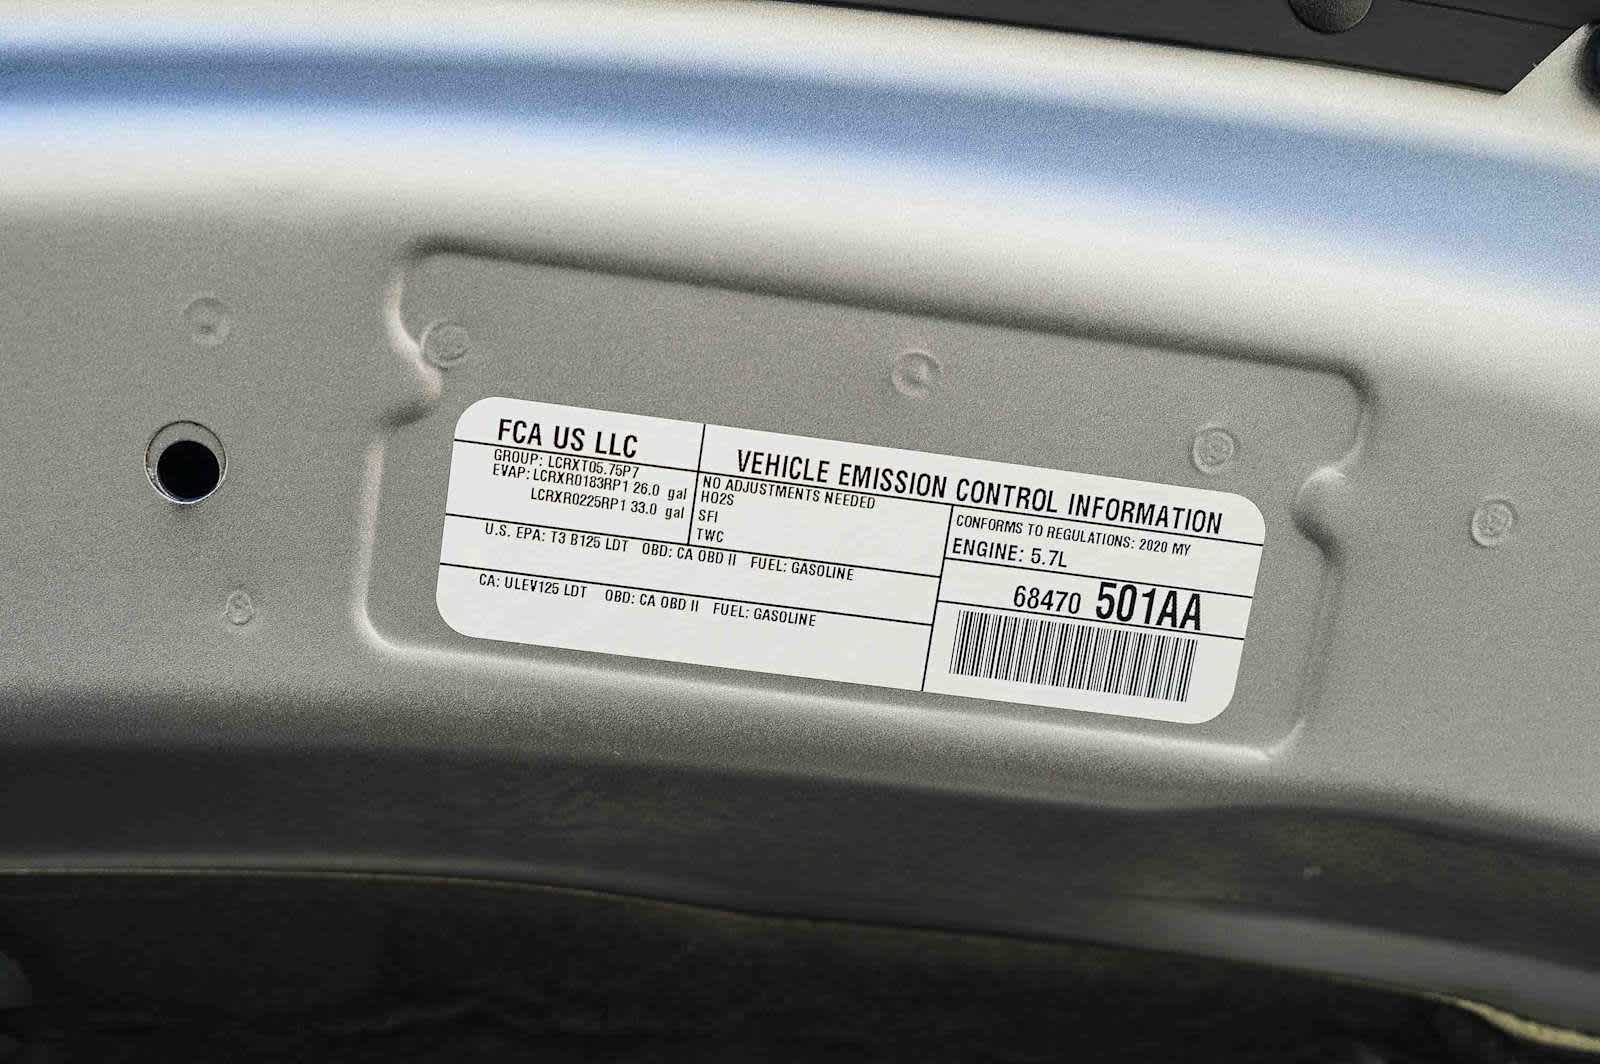 FCA US LLC
GROUP: LCRXT05.75P7
EVAP: LCRXR0183RP1 26.0 gal
LCRXR0225RP1 33.0 gal
VEHICLE EMISSION CONTROL INFORMATION
NO ADJUSTMENTS NEEDED
HO2S
SFI
TWC
CONFORMS TO REGULATIONS: 2020 MY
ENGINE: 5.7L
U.S. EPA: T3 B125 LDT OBD: CA OBD II FUEL: GASOLINE
CA: ULEV125 LDT OBD: CA OBD II FUEL: GASOLINE
68470 501AA